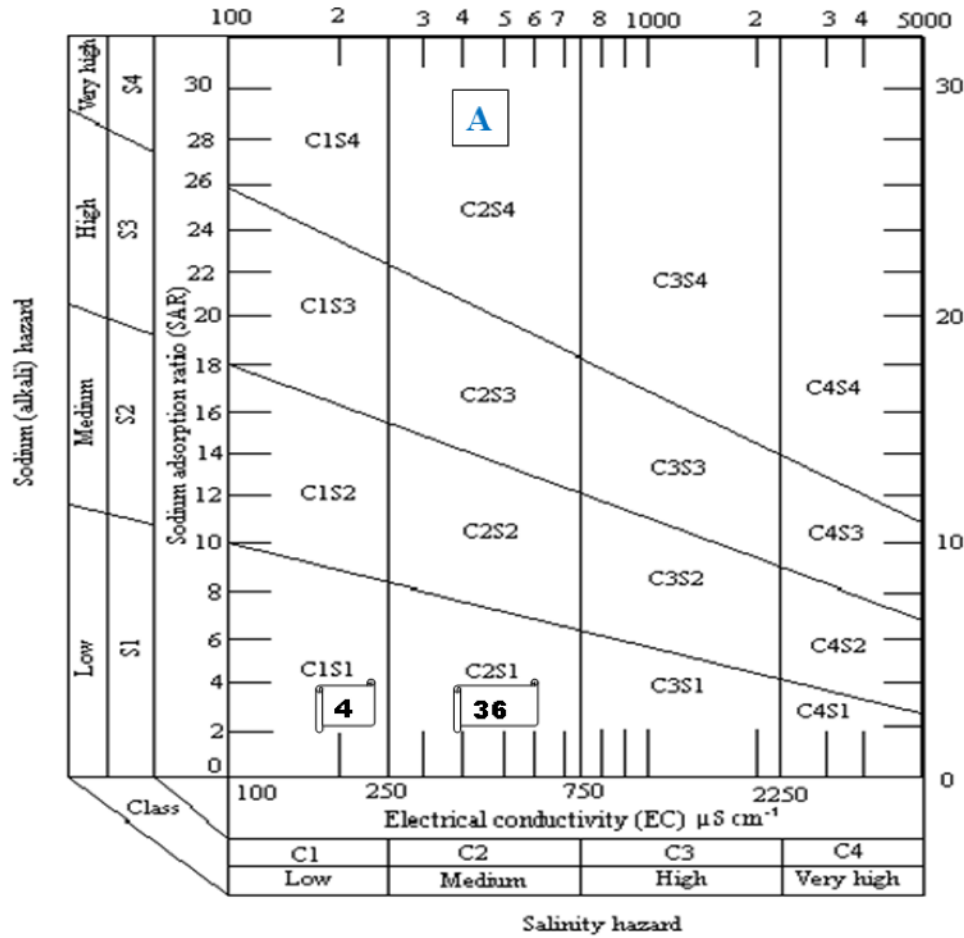 100 2 3 4 5 6 7 8 1000 2 3 4 5000
Very high
S4
High
S3
Medium
S2
Low
S1
Sodium (alkali) hazard
Sodium adsorption ratio (SAR)
30 A 30
28 C1S4
26
24 C2S4
22 C3S4
20 C1S3 20
18
16 C2S3 C4S4
14 C3S3
12 C1S2
10 C2S2 C4S3 10
8 C3S2
6 C4S2
4 C1S1 C2S1 C3S1
4 36 C4S1
2
0 0
Class 100 250 750 2250
Electrical conductivity (EC) µS cm⁻¹
C1 C2 C3 C4
Low Medium High Very high
Salinity hazard